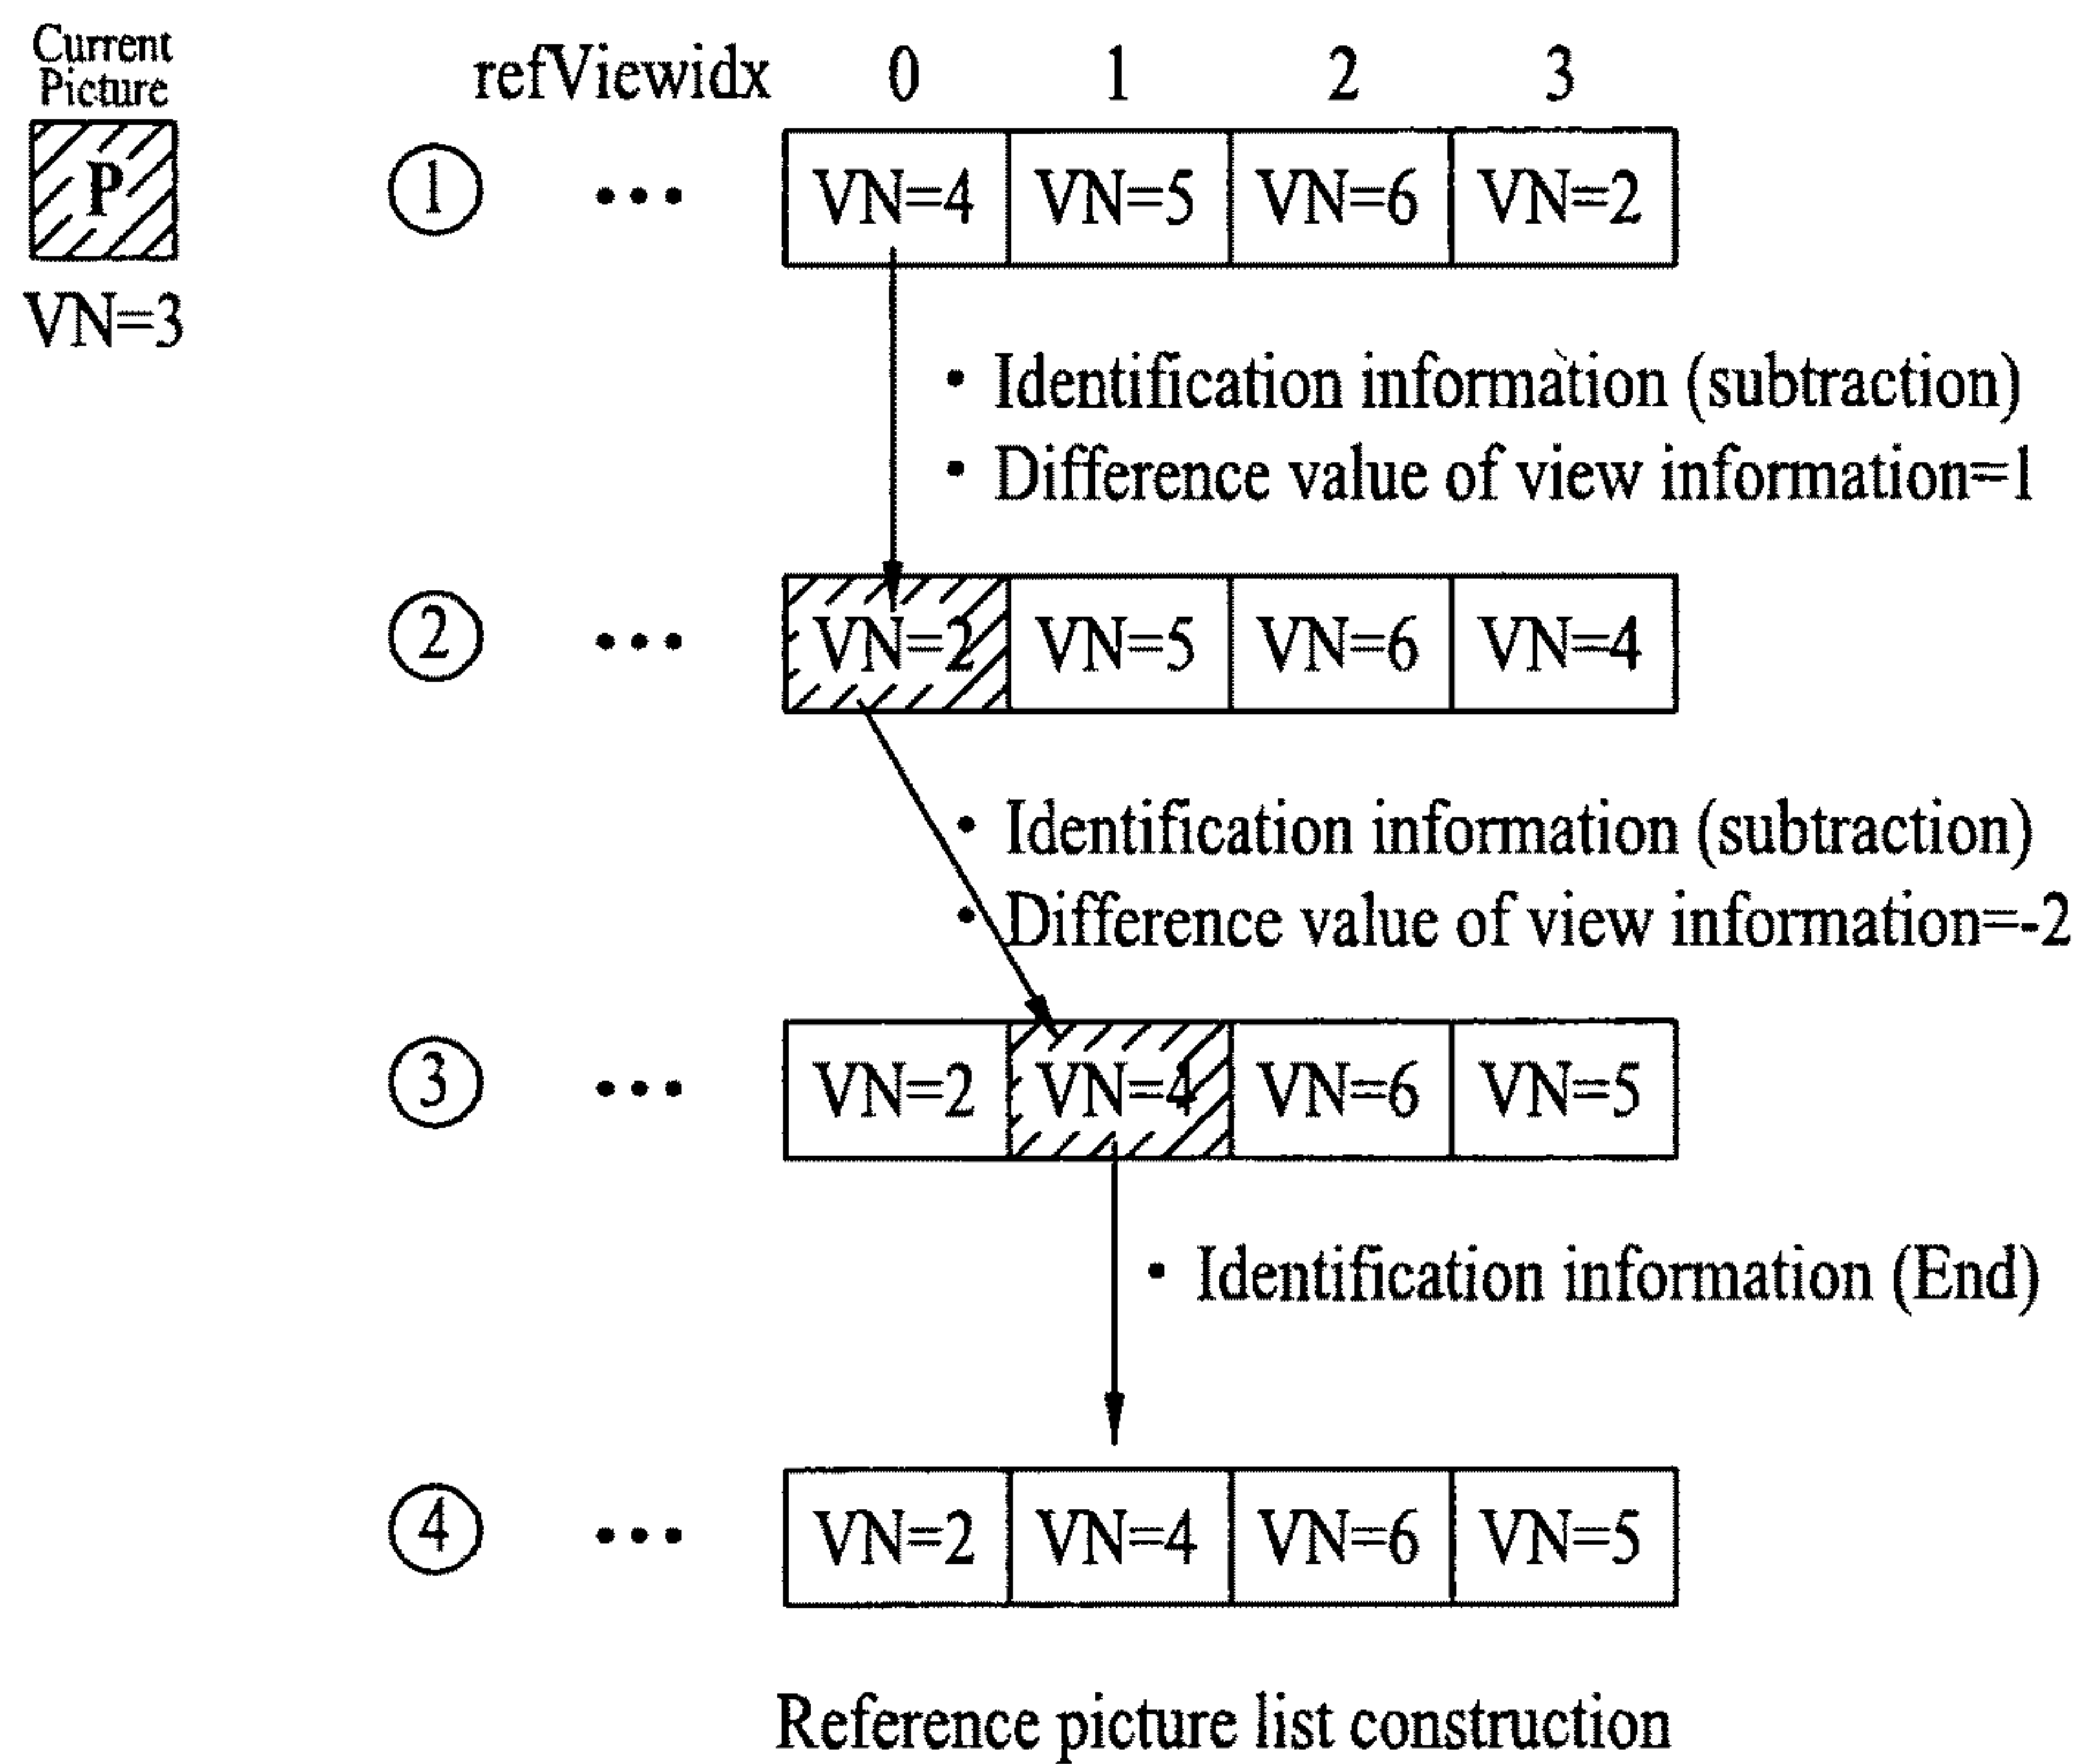 Current
Picture
P
VN=3
refViewidx 0 1 2 3
1 ••• VN=4 VN=5 VN=6 VN=2
• Identification information (subtraction)
• Difference value of view information=1
2 ••• VN=2 VN=5 VN=6 VN=4
• Identification information (subtraction)
• Difference value of view information=-2
3 ••• VN=2 VN=4 VN=6 VN=5
• Identification information (End)
4 ••• VN=2 VN=4 VN=6 VN=5
Reference picture list construction